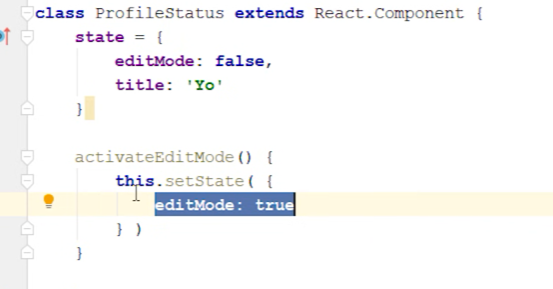 class ProfileStatus extends React.Component {
state = {
editMode: false,
title: 'Yo'
}
activateEditMode() {
this.setState( {
editMode: true
} )
}